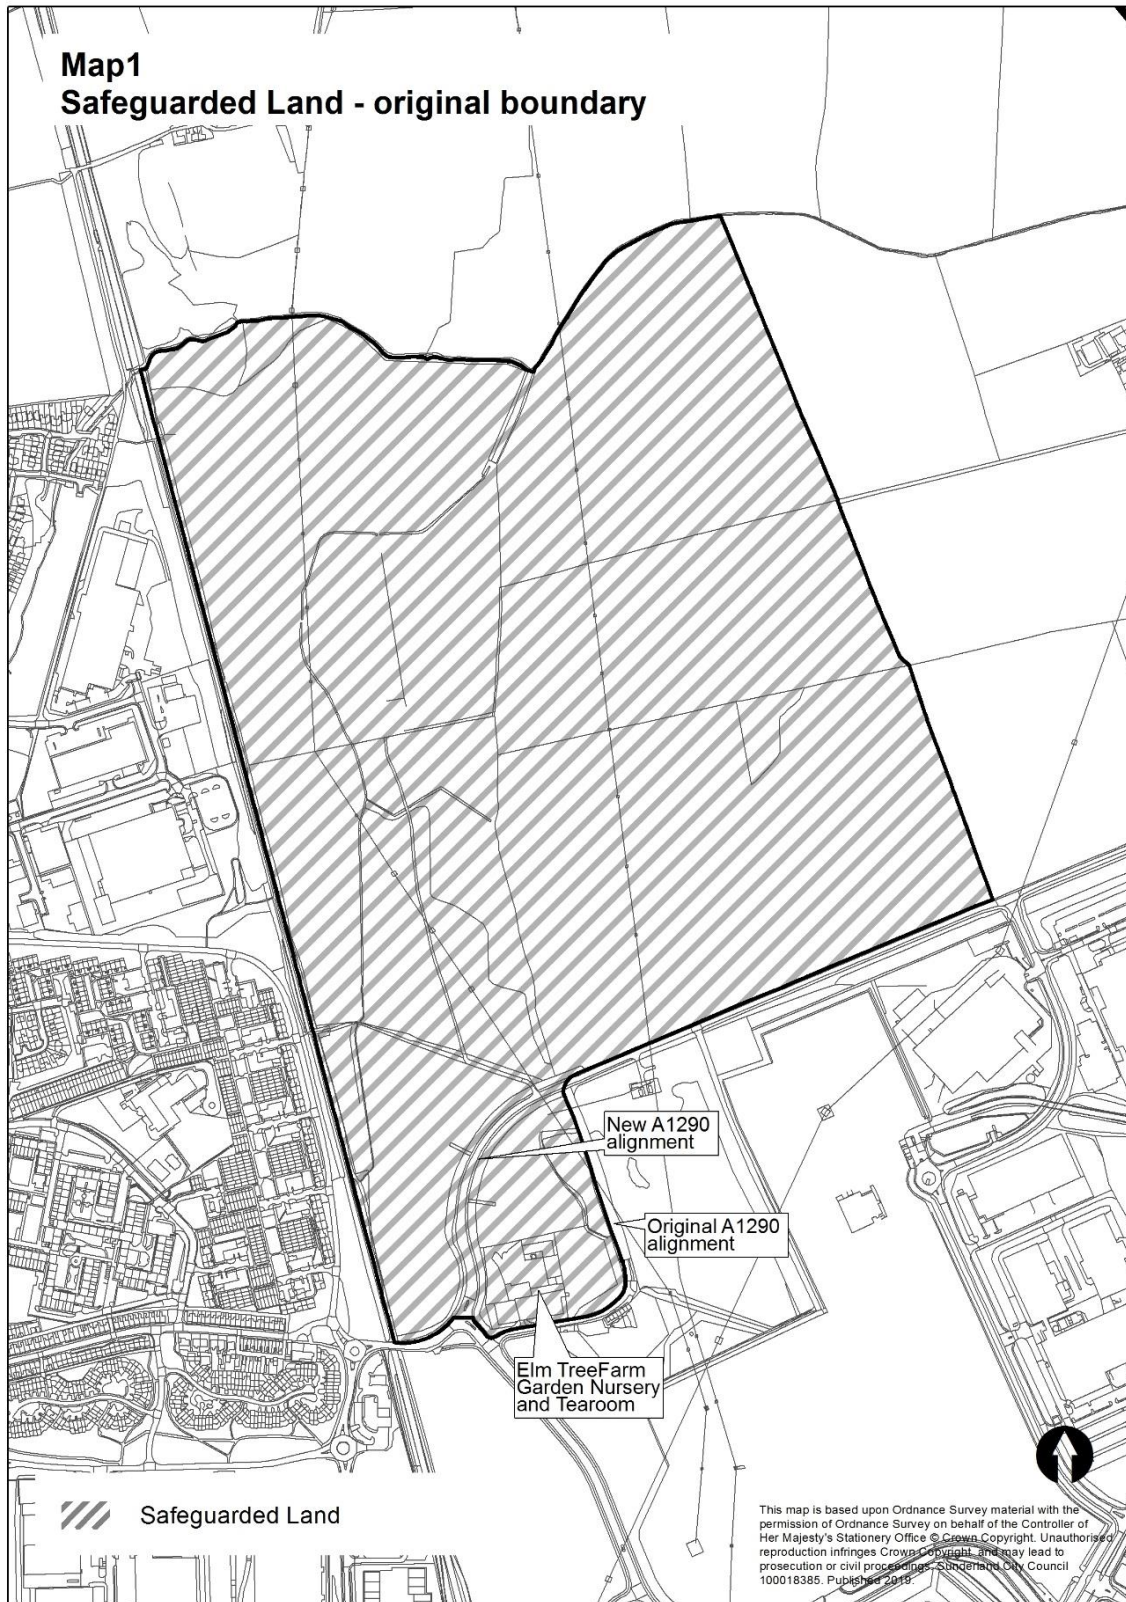 Map1
Safeguarded Land - original boundary
New A1290
alignment
Original A1290
alignment
Elm TreeFarm
Garden Nursery
and Tearoom
Safeguarded Land
This map is based upon Ordnance Survey material with the
permission of Ordnance Survey on behalf of the Controller of
Her Majesty's Stationery Office © Crown Copyright. Unauthorised
reproduction infringes Crown Copyright and may lead to
prosecution or civil proceedings. Sunderland City Council
100018385. Published 2019.